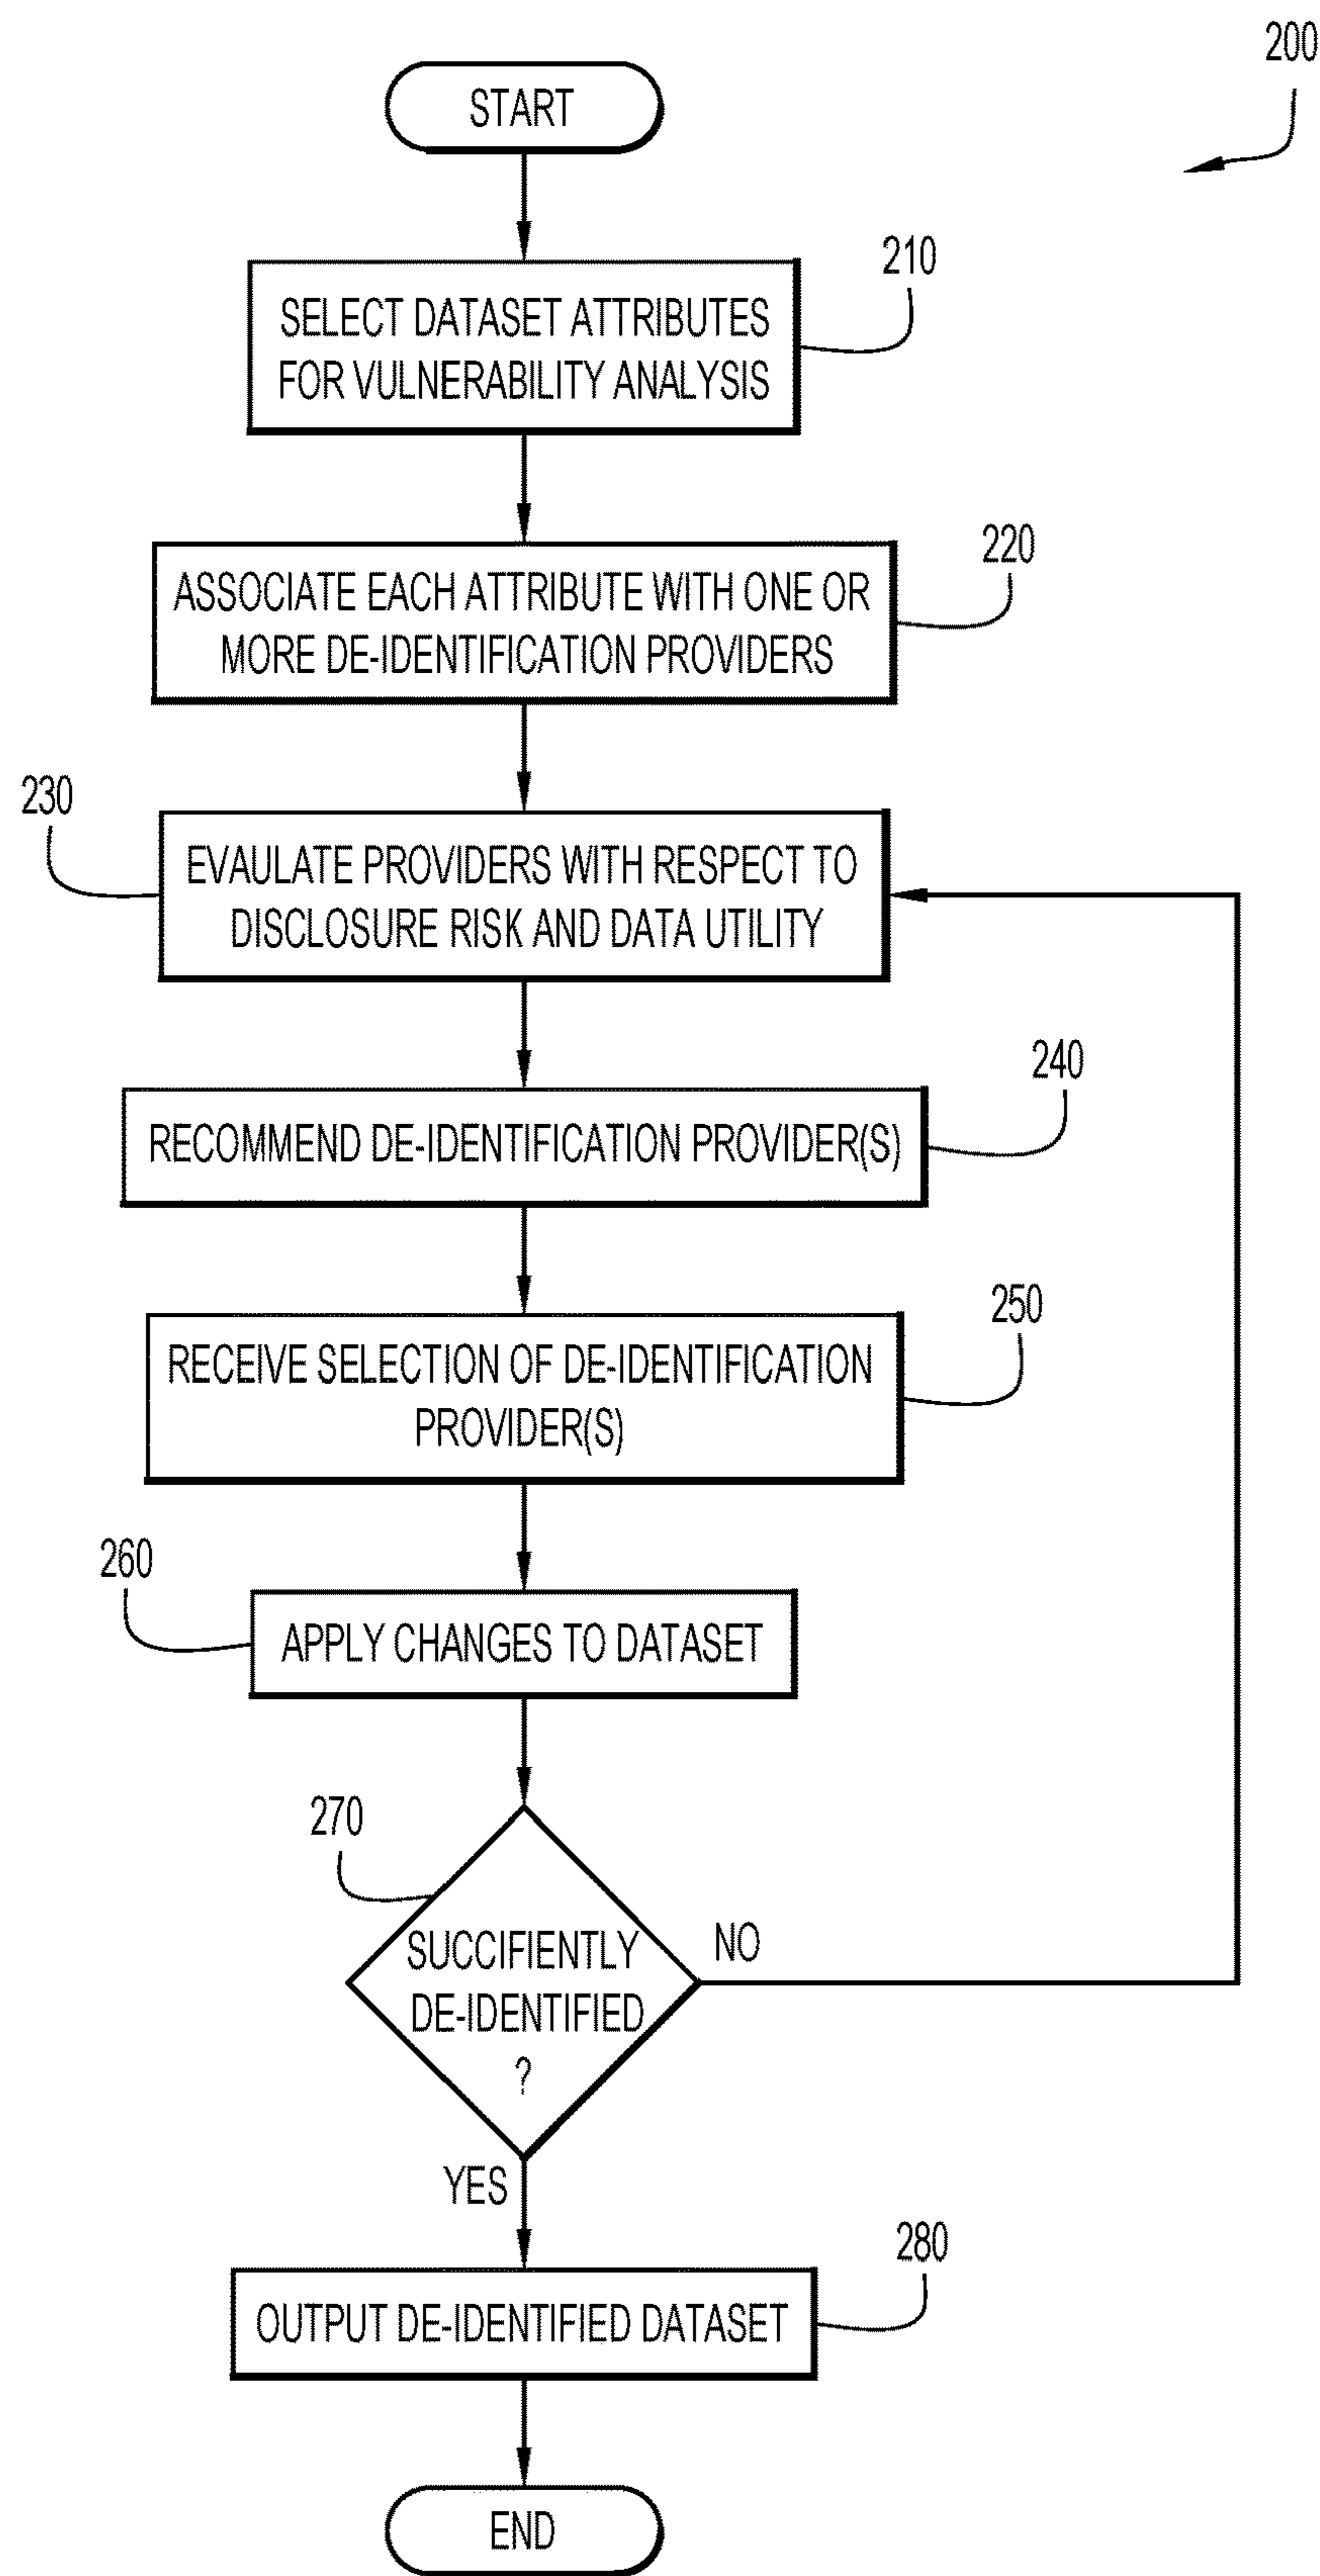 200
START
210
SELECT DATASET ATTRIBUTES
FOR VULNERABILITY ANALYSIS
220
ASSOCIATE EACH ATTRIBUTE WITH ONE OR
MORE DE-IDENTIFICATION PROVIDERS
230
EVAULATE PROVIDERS WITH RESPECT TO
DISCLOSURE RISK AND DATA UTILITY
240
RECOMMEND DE-IDENTIFICATION PROVIDER(S)
250
RECEIVE SELECTION OF DE-IDENTIFICATION
PROVIDER(S)
260
APPLY CHANGES TO DATASET
270
SUCCIFIENTLY
DE-IDENTIFIED
?
NO
YES
280
OUTPUT DE-IDENTIFIED DATASET
END